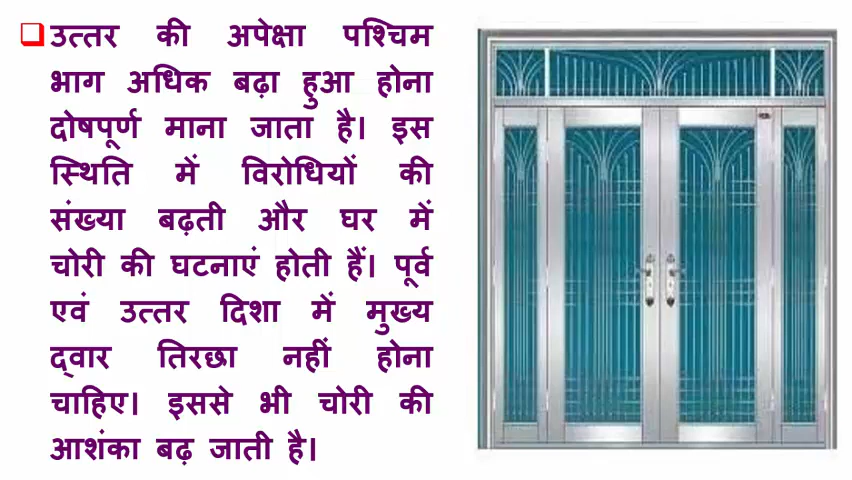 उत्तर की अपेक्षा पश्चिम
भाग अधिक बढ़ा हुआ होना
दोषपूर्ण माना जाता है। इस
स्थिति में विरोधियों की
संख्या बढ़ती और घर में
चोरी की घटनाएं होती हैं। पूर्व
एवं उत्तर दिशा में मुख्य
द्वार तिरछा नहीं होना
चाहिए। इससे भी चोरी की
आशंका बढ़ जाती है।